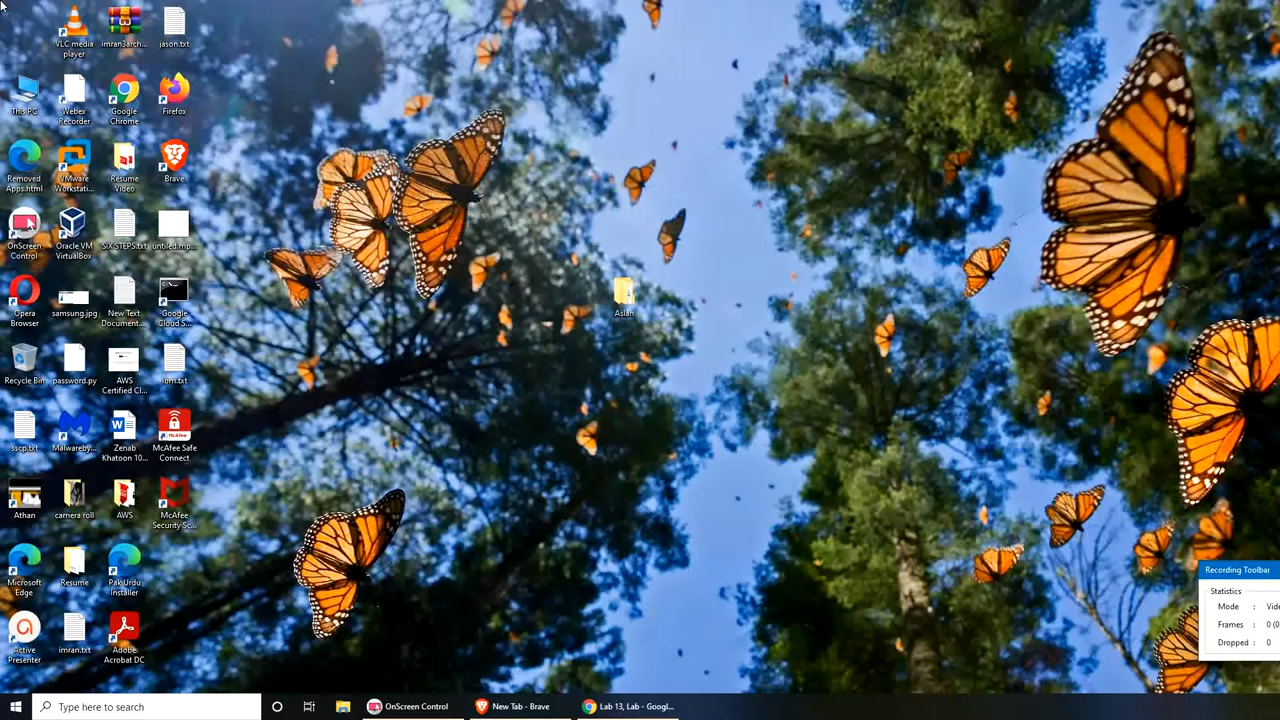 VLC media
player
imran3arch...
jason.txt
This PC
Webex
Recorder
Google
Chrome
Firefox
Removed
Apps.html
VMware
Workstati...
Resume
Video
Brave
OnScreen
Control
Oracle VM
VirtualBox
SIX STEPS.txt
untitled.mp...
Opera
Browser
samsung.jpg
New Text
Document...
Google
Cloud S...
Recycle Bin
password.py
AWS
Certified Cl...
ibm.txt
sscp.txt
Malwareby...
Zenab
Khatoon 10...
McAfee Safe
Connect
Athan
camera roll
AWS
McAfee
Security Sc...
Microsoft
Edge
Resume
Pak Urdu
Installer
Active
Presenter
imran.txt
Adobe
Acrobat DC
Aslan
Recording Toolbar
Statistics
Mode :
Frames : 0 (0
Dropped : 0
Type here to search
OnScreen Control
New Tab - Brave
Lab 13, Lab - Googl...